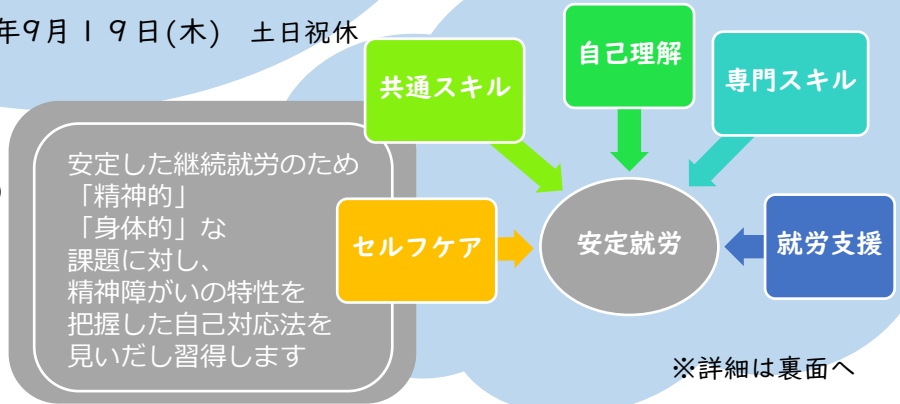 年9月19日(木) 土日祝休
共通スキル
自己理解
専門スキル
セルフケア
安定就労
就労支援
安定した継続就労のため
「精神的」
「身体的」な
課題に対し、
精神障がいの特性を
把握した自己対応法を
見いだし習得します
※詳細は裏面へ